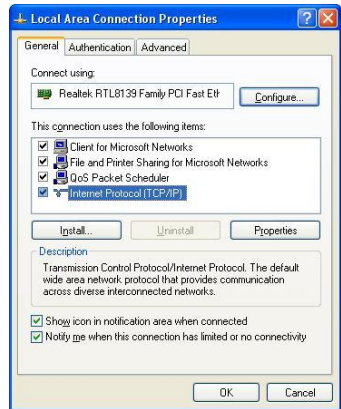 Local Area Connection Properties
General Authentication Advanced
Connect using:
Realtek RTL8139 Family PCI Fast Eth
Configure...
This connection uses the following items:
Client for Microsoft Networks
File and Printer Sharing for Microsoft Networks
QoS Packet Scheduler
Internet Protocol (TCP/IP)
Install... Uninstall Properties
Description
Transmission Control Protocol/Internet Protocol. The default
wide area network protocol that provides communication
across diverse interconnected networks.
Show icon in notification area when connected
Notify me when this connection has limited or no connectivity
OK Cancel